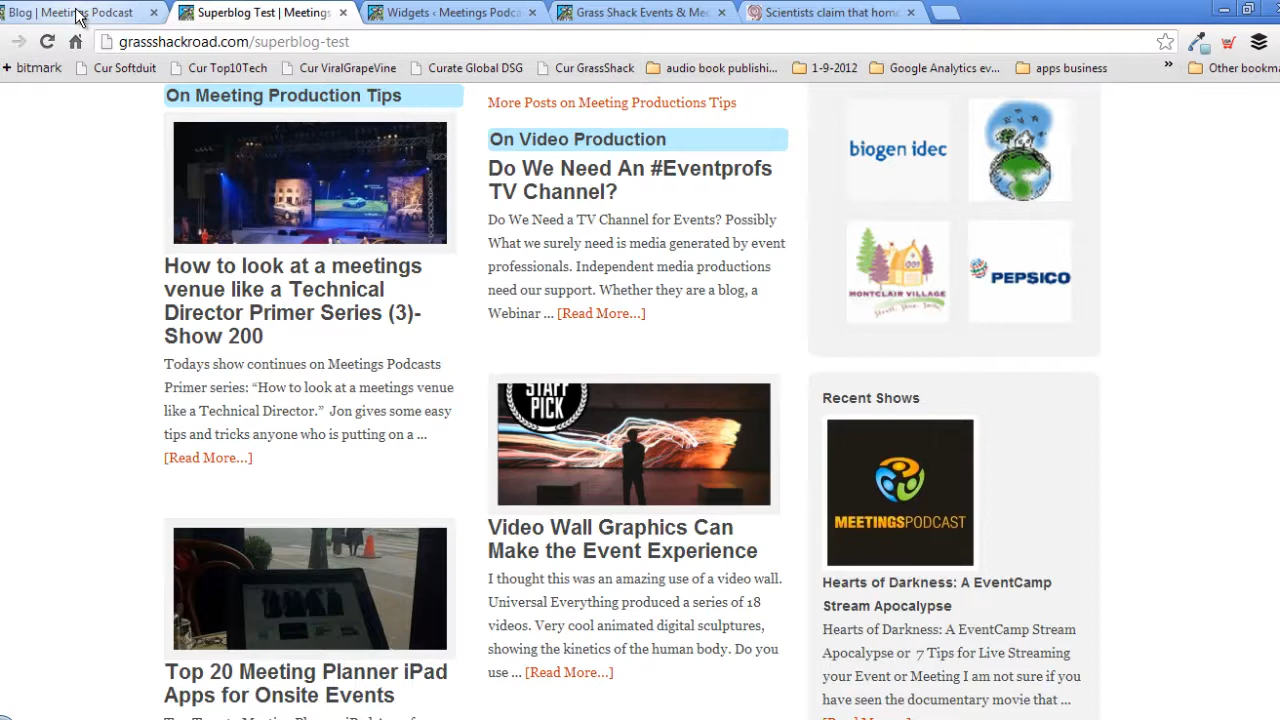 Blog | Meetings Podcast
Superblog Test | Meetings
Widgets ‹ Meetings Podca
Grass Shack Events & Me
Scientists claim that hom
grassshackroad.com/superblog-test
bitmark
Cur Softduit
Cur Top10Tech
Cur ViralGrapeVine
Curate Global DSG
Cur GrassShack
audio book publishi...
1-9-2012
Google Analytics ev...
apps business
»
Other bookma
On Meeting Production Tips
How to look at a meetings
venue like a Technical
Director Primer Series (3)-
Show 200
Todays show continues on Meetings Podcasts
Primer series: “How to look at a meetings venue
like a Technical Director.” Jon gives some easy
tips and tricks anyone who is putting on a ...
[Read More...]
Top 20 Meeting Planner iPad
Apps for Onsite Events
More Posts on Meeting Productions Tips
On Video Production
Do We Need An #Eventprofs
TV Channel?
Do We Need a TV Channel for Events? Possibly
What we surely need is media generated by event
professionals. Independent media productions
need our support. Whether they are a blog, a
Webinar ... [Read More...]
STAFF
PICK
Video Wall Graphics Can
Make the Event Experience
I thought this was an amazing use of a video wall.
Universal Everything produced a series of 18
videos. Very cool animated digital sculptures,
showing the kinetics of the human body. Do you
use ... [Read More...]
biogen idec
MONTCLAIR VILLAGE
PEPSICO
Recent Shows
MEETINGSPODCAST
Hearts of Darkness: A EventCamp
Stream Apocalypse
Hearts of Darkness: A EventCamp Stream
Apocalypse or 7 Tips for Live Streaming
your Event or Meeting I am not sure if you
have seen the documentary movie that ...